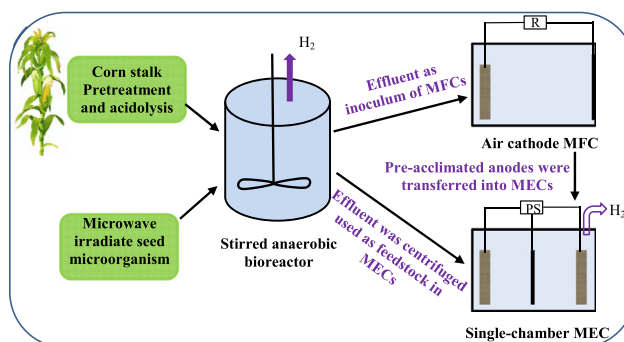 Corn stalk
Pretreatment
and acidolysis
Microwave
irradiate seed
microorganism
H2
Stirred anaerobic
bioreactor
Effluent as
inoculum of MFCs
Effluent was centrifuged
used as feedstock in
MECs
R
Air cathode MFC
Pre-acclimated anodes were
transferred into MECs
PS
H2
Single-chamber MEC